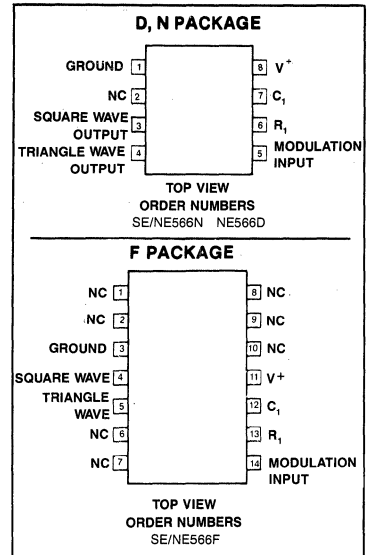 D, N PACKAGE
GROUND 1
8 V+
NC 2
7 C1
SQUARE WAVE
OUTPUT 3
6 R1
TRIANGLE WAVE
OUTPUT 4
5 MODULATION
INPUT
TOP VIEW
ORDER NUMBERS
SE/NE566N NE566D
F PACKAGE
NC 1
8 NC
NC 2
9 NC
GROUND 3
10 NC
SQUARE WAVE 4
11 V+
TRIANGLE
WAVE 5
12 C1
NC 6
13 R1
NC 7
14 MODULATION
INPUT
TOP VIEW
ORDER NUMBERS
SE/NE566F